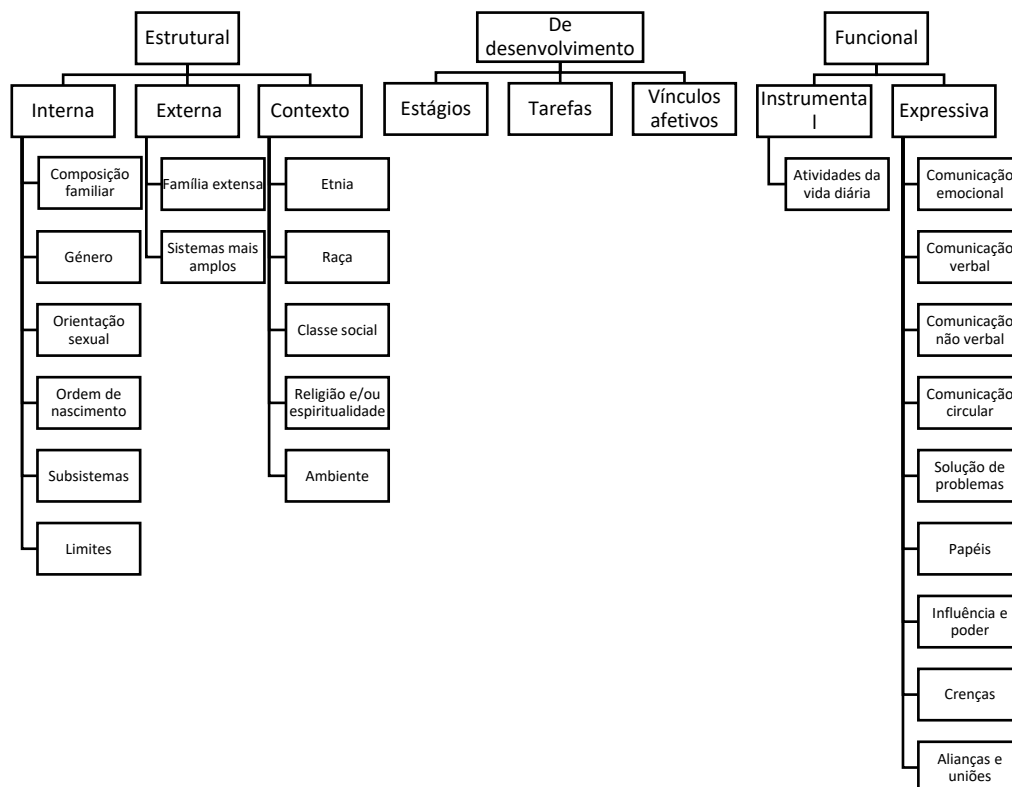 Estrutural
De
desenvolvimento
Funcional
Interna
Externa
Contexto
Estágios
Tarefas
Vínculos
afetivos
Instrumenta
l
Expressiva
Composição
familiar
Género
Orientação
sexual
Ordem de
nascimento
Subsistemas
Limites
Família extensa
Sistemas mais
amplos
Etnia
Raça
Classe social
Religião e/ou
espiritualidade
Ambiente
Atividades da
vida diária
Comunicação
emocional
Comunicação
verbal
Comunicação
não verbal
Comunicação
circular
Solução de
problemas
Papéis
Influência e
poder
Crenças
Alianças e
uniões